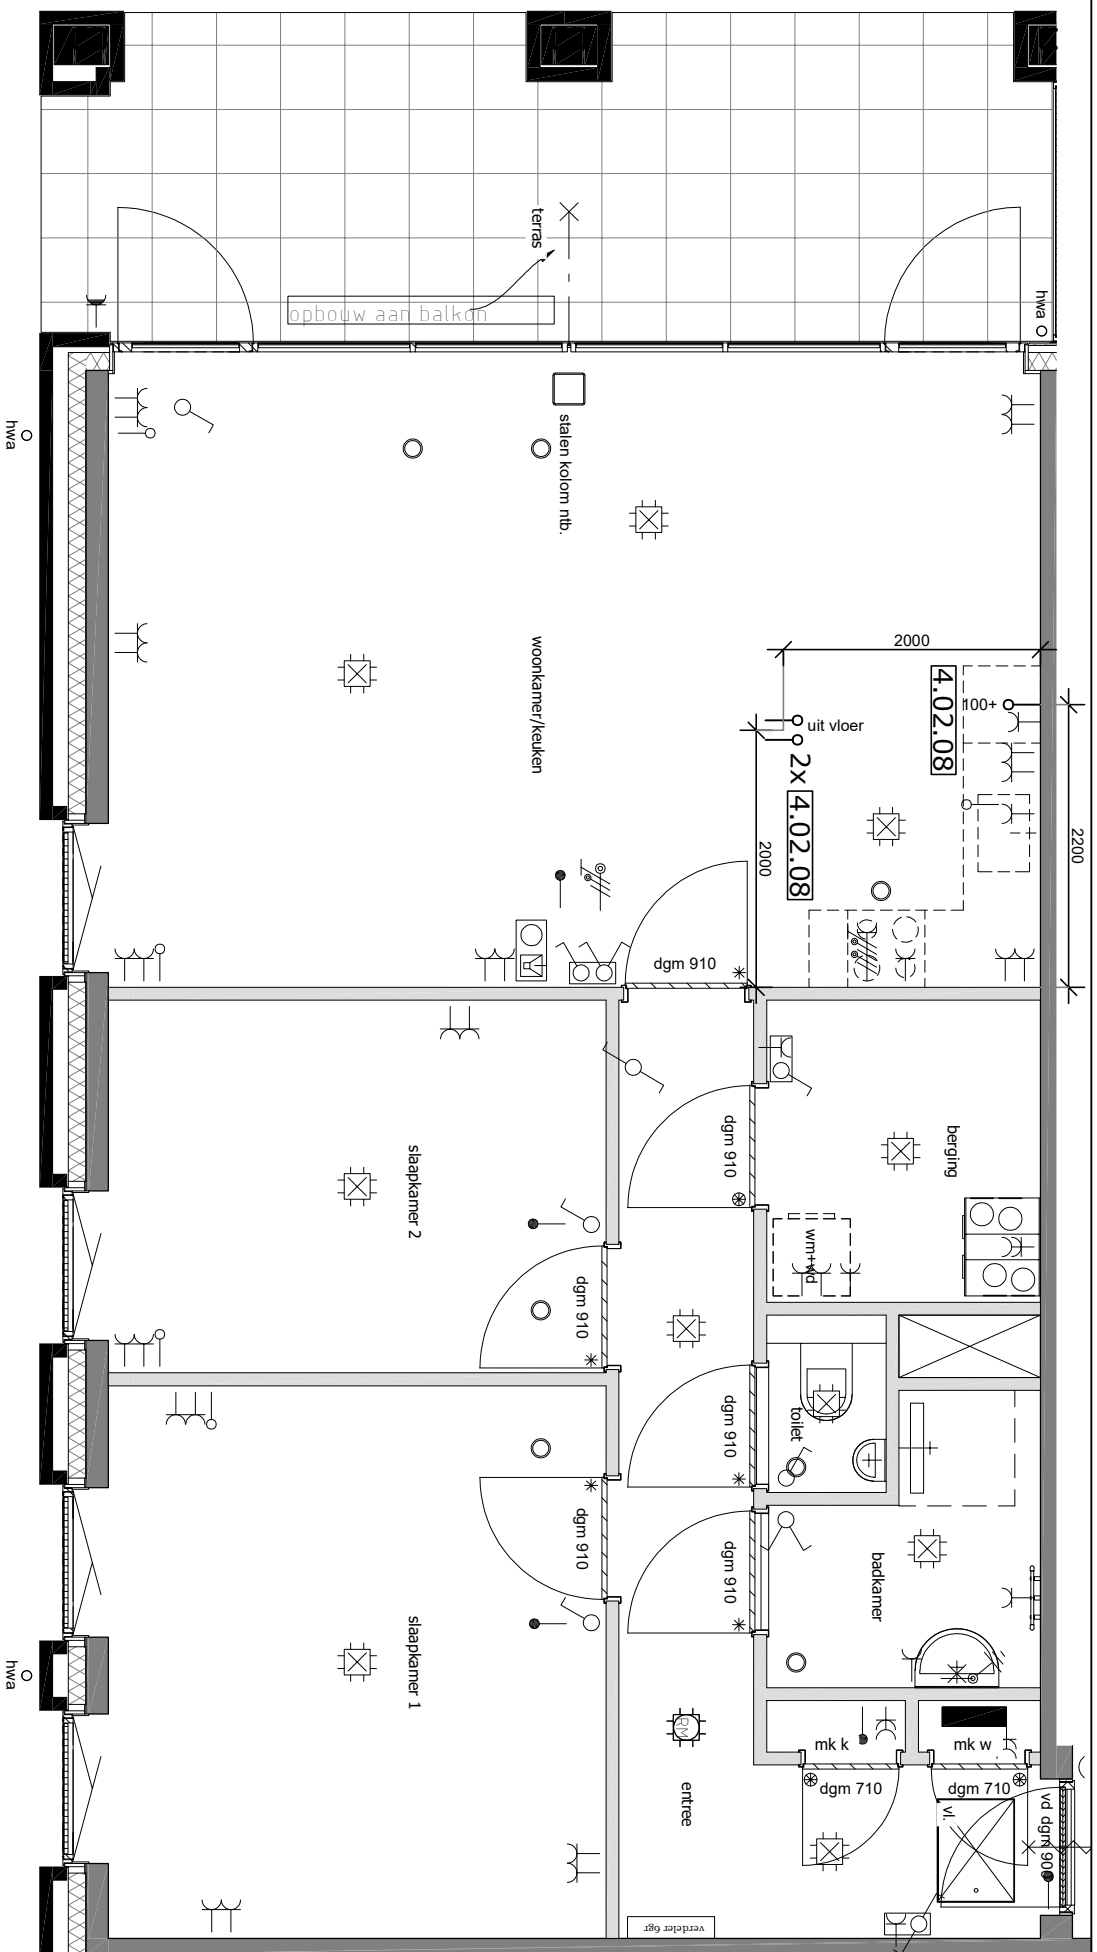 terras
opbouw aan balkon
hwa
hwa
stalen kolom ntb.
woonkamer/keuken
2000
4.02.08
100+
uit vloer
2x 4.02.08
2000
2200
dgm 910
dgm 910
berging
wm+wd
slaapkamer 2
dgm 910
dgm 910
toilet
dgm 910
dgm 910
badkamer
slaapkamer 1
hwa
RM
entree
mk k
mk w
dgm 710
dgm 710
vl.
vd dgm 900
verdeler 6gr